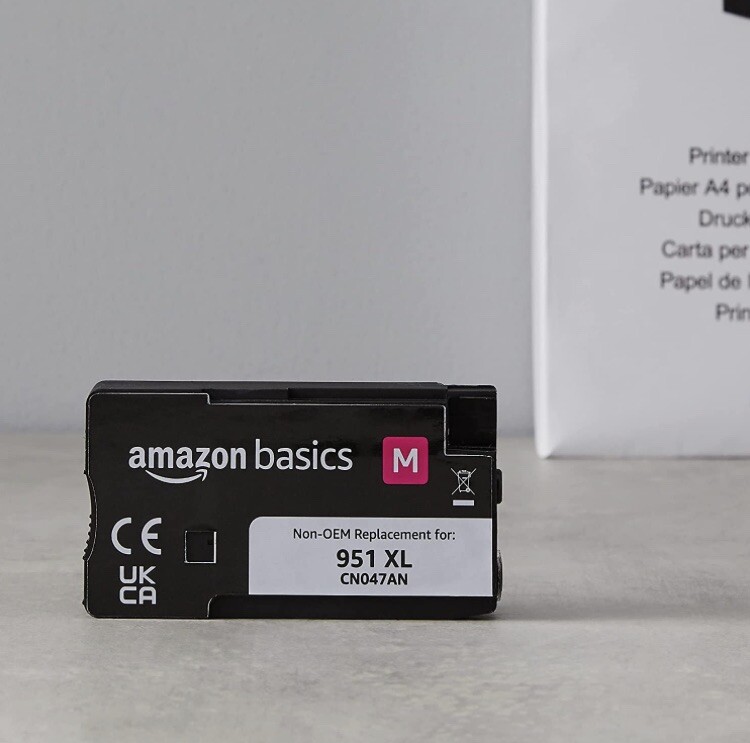 amazon basics
M
CE
UK
CA
Non-OEM Replacement for:
951 XL
CN047AN
Printer
Papier A4
Druck
Carta per
Papel de